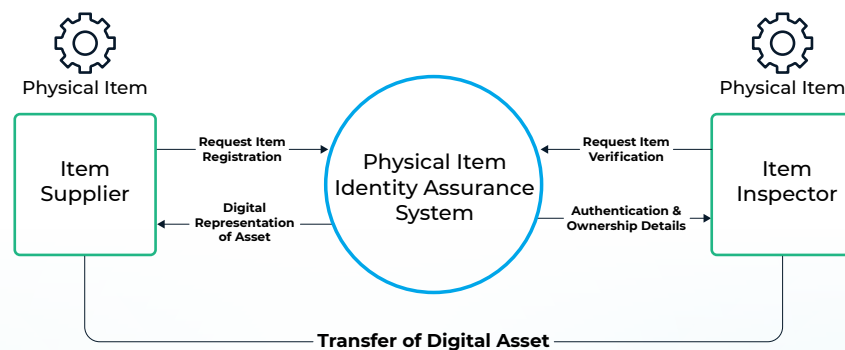 Physical Item
Physical Item
Item
Supplier
Request Item
Registration
Digital
Representation
of Asset
Physical Item
Identity Assurance
System
Request Item
Verification
Authentication &
Ownership Details
Item
Inspector
Transfer of Digital Asset